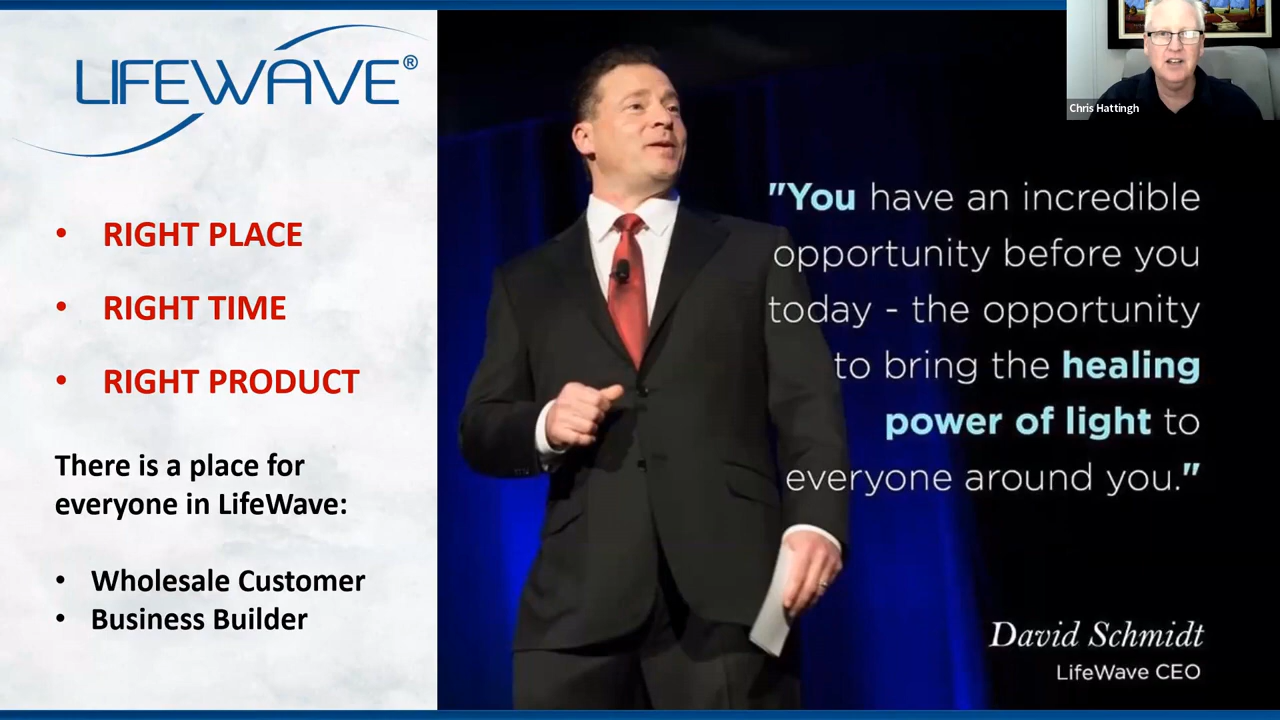 LIFEWAVE®
• RIGHT PLACE
• RIGHT TIME
• RIGHT PRODUCT
There is a place for
everyone in LifeWave:
• Wholesale Customer
• Business Builder
Chris Hattingh
"You have an incredible
opportunity before you
today - the opportunity
to bring the healing
power of light to
everyone around you."
David Schmidt
LifeWave CEO